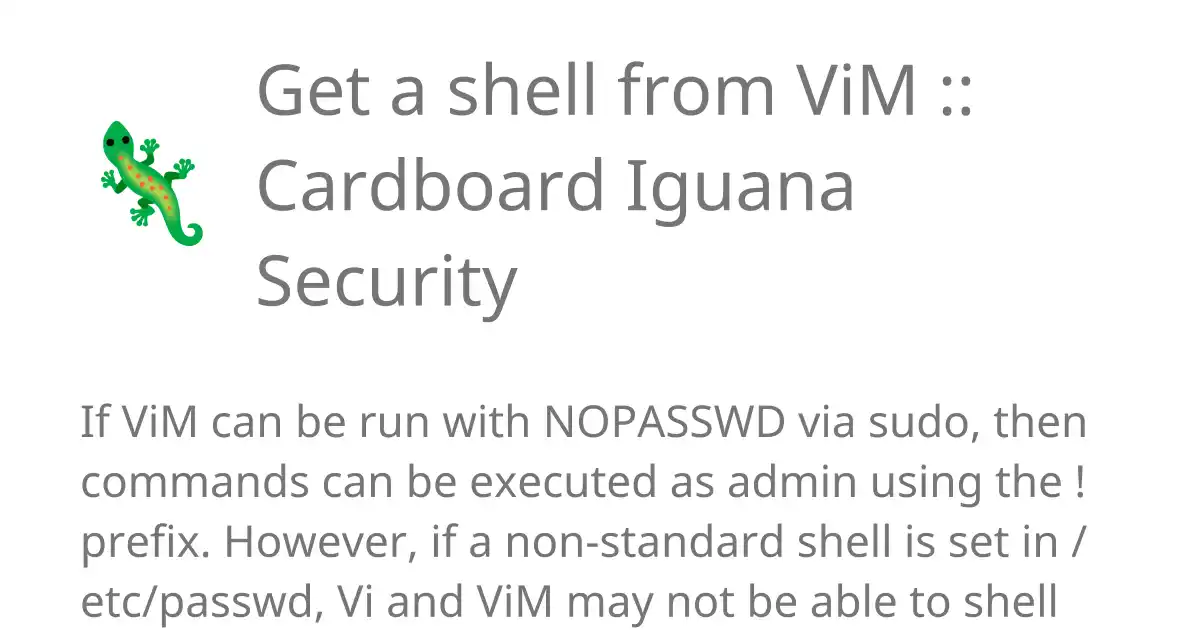 Get a shell from ViM ::
Cardboard Iguana
Security
If ViM can be run with NOPASSWD via sudo, then
commands can be executed as admin using the !
prefix. However, if a non-standard shell is set in /
etc/passwd, Vi and ViM may not be able to shell